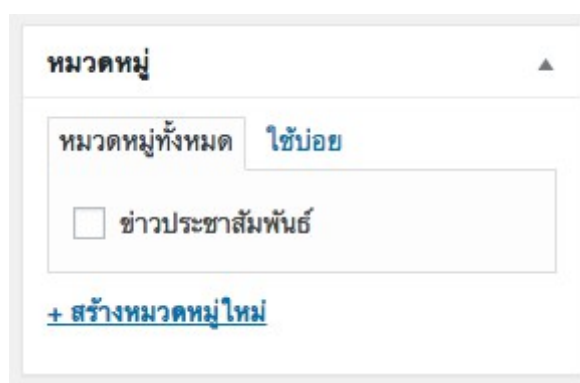 หมวดหมู่
หมวดหมู่ทั้งหมด ใช้บ่อย
ข่าวประชาสัมพันธ์
+ สร้างหมวดหมู่ใหม่